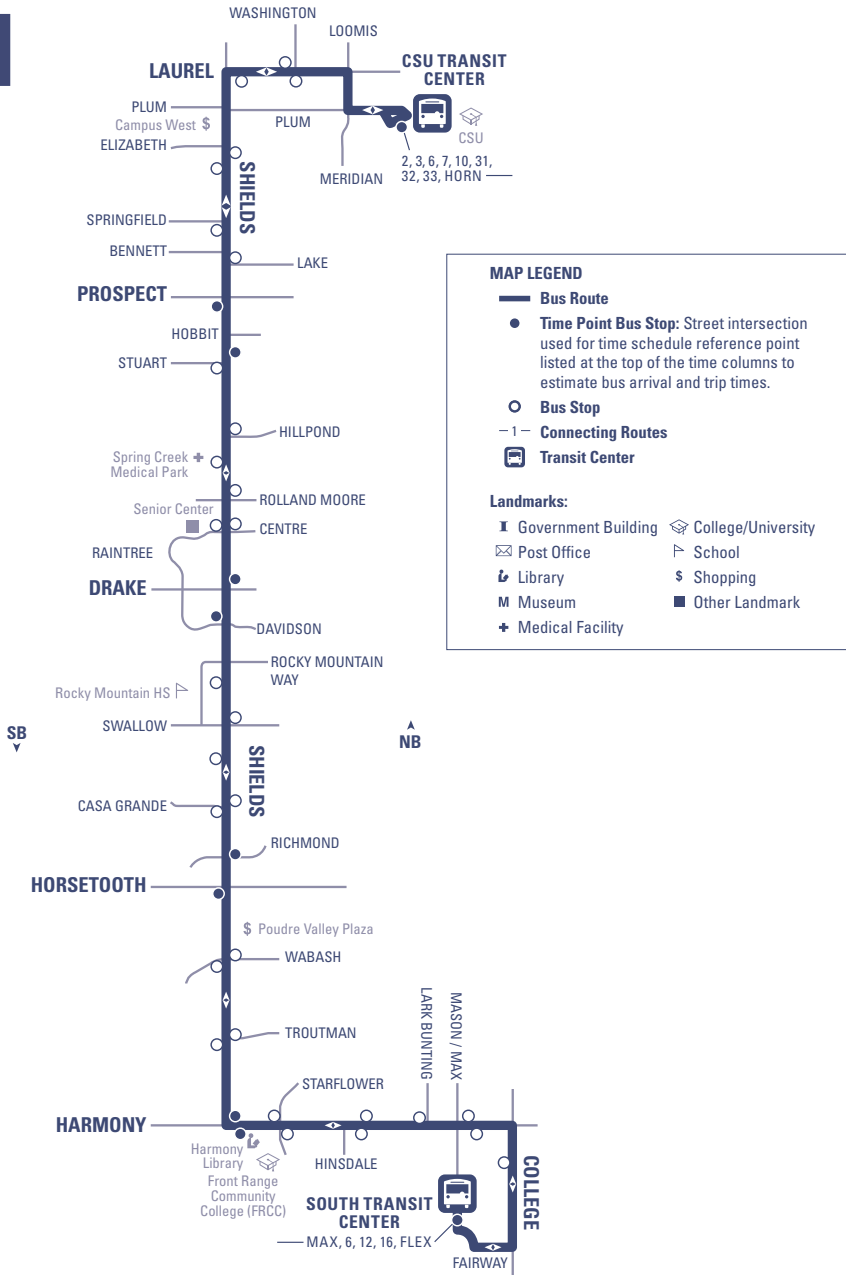 WASHINGTON
LOOMIS
LAUREL
CSU TRANSIT
CENTER
PLUM
Campus West $
PLUM
CSU
ELIZABETH
2, 3, 6, 7, 10, 31,
32, 33, HORN
MERIDIAN
SHIELDS
SPRINGFIELD
BENNETT
LAKE
PROSPECT
HOBBIT
STUART
HILLPOND
Spring Creek
Medical Park
ROLLAND MOORE
Senior Center
CENTRE
RAINTREE
DRAKE
DAVIDSON
ROCKY MOUNTAIN
WAY
Rocky Mountain HS
SWALLOW
SB
NB
SHIELDS
CASA GRANDE
RICHMOND
HORSETOOTH
$ Poudre Valley Plaza
WABASH
TROUTMAN
LARK BUNTING
MASON / MAX
STARFLOWER
HARMONY
Harmony
Library
HINSDALE
Front Range
Community
College (FRCC)
SOUTH TRANSIT
CENTER
MAX, 6, 12, 16, FLEX
COLLEGE
FAIRWAY
MAP LEGEND
Bus Route
Time Point Bus Stop: Street intersection
used for time schedule reference point
listed at the top of the time columns to
estimate bus arrival and trip times.
Bus Stop
– 1 – Connecting Routes
Transit Center
Landmarks:
Government Building
College/University
Post Office
School
Library
$ Shopping
M Museum
Other Landmark
Medical Facility